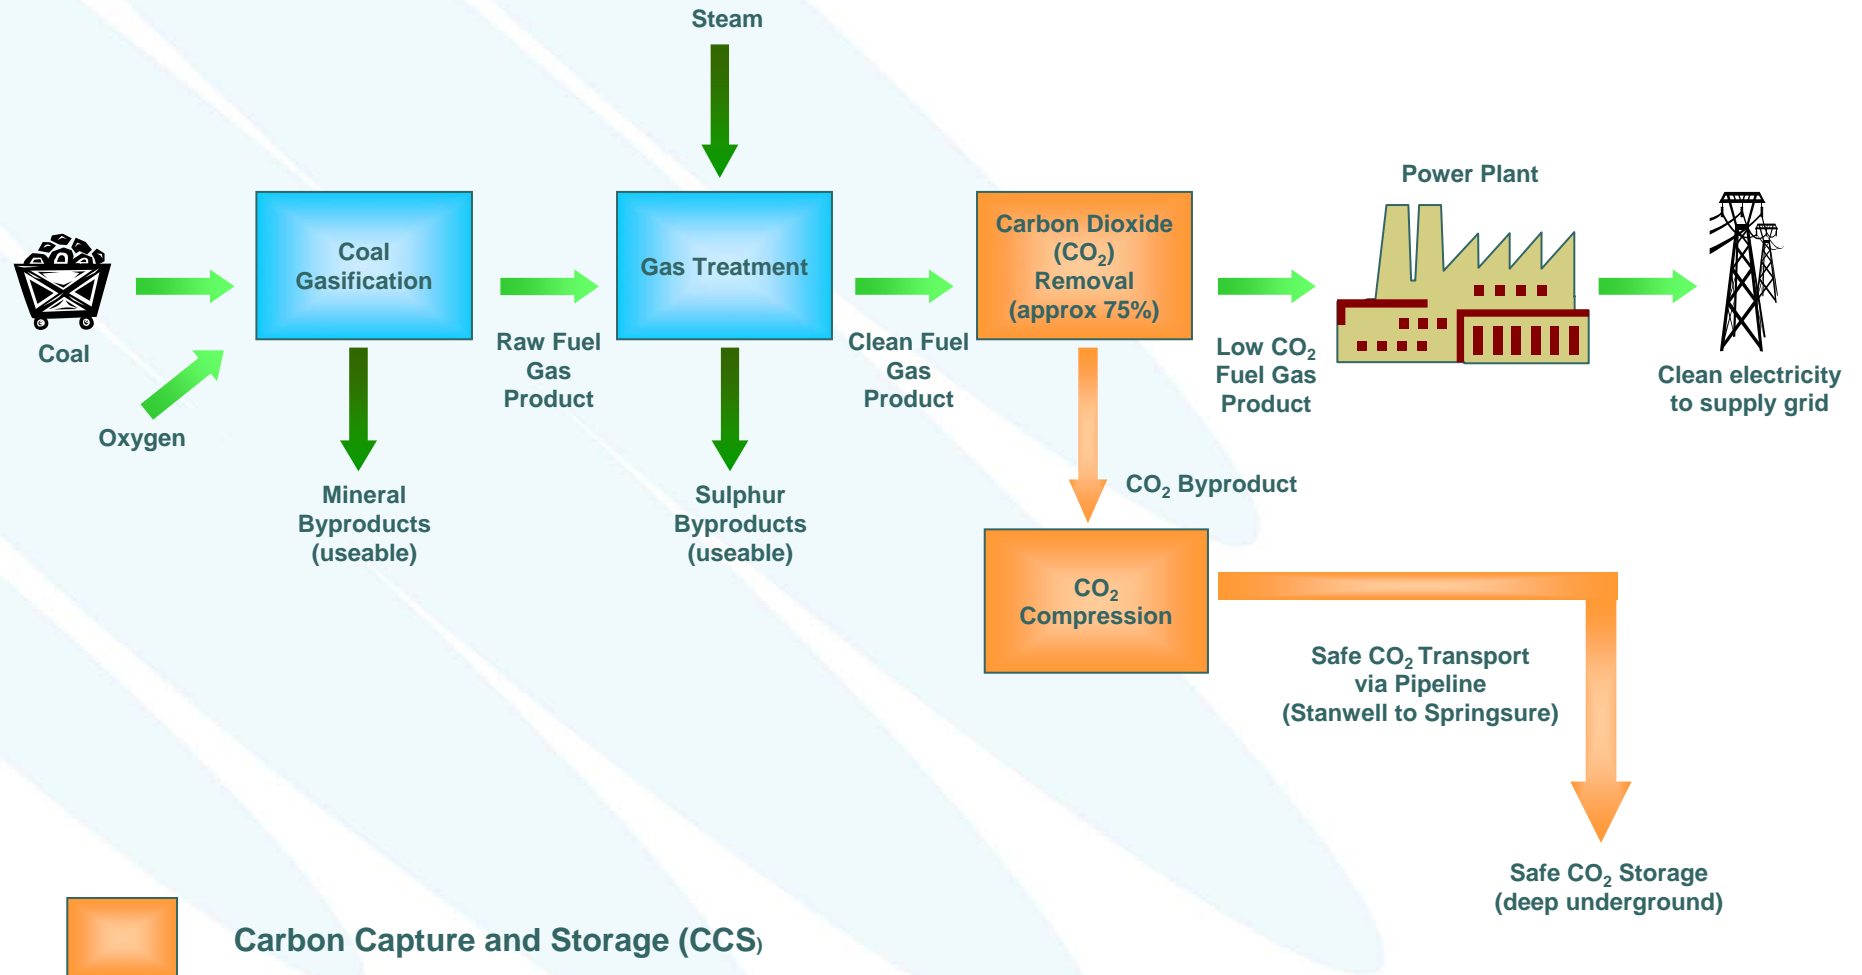 Steam
Power Plant
Coal
Gasification
Gas Treatment
Carbon Dioxide
(CO₂)
Removal
(approx 75%)
Coal
Oxygen
Raw Fuel
Gas
Product
Clean Fuel
Gas
Product
Low CO₂
Fuel Gas
Product
Clean electricity
to supply grid
Mineral
Byproducts
(useable)
Sulphur
Byproducts
(useable)
CO₂ Byproduct
CO₂
Compression
Safe CO₂ Transport
via Pipeline
(Stanwell to Springsure)
Safe CO₂ Storage
(deep underground)
Carbon Capture and Storage (CCS)